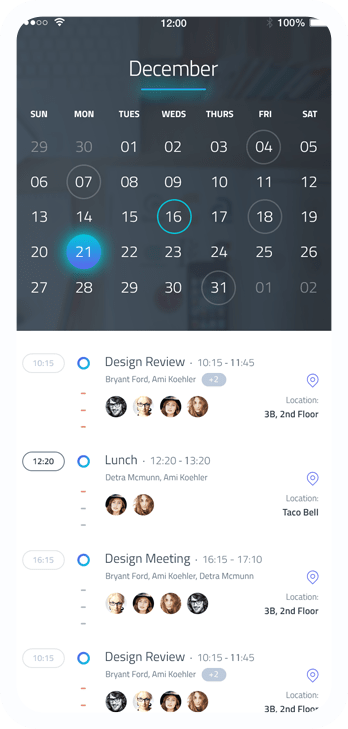 12:00 100%
December
SUN MON TUES WEDS THURS FRI SAT
29 30 01 02 03 04 05
06 07 08 09 10 11 12
13 14 15 16 17 18 19
20 21 22 23 24 25 26
27 28 29 30 31 01 02
10:15 Design Review · 10:15 - 11:45
Bryant Ford, Ami Koehler +2
Location:
3B, 2nd Floor
12:20 Lunch · 12:20 - 13:20
Detra Mcmunn, Ami Koehler
Location:
Taco Bell
16:15 Design Meeting · 16:15 - 17:10
Bryant Ford, Ami Koehler, Detra Mcmunn
Location:
3B, 2nd Floor
10:15 Design Review · 10:15 - 11:45
Bryant Ford, Ami Koehler +2
Location:
3B, 2nd Floor